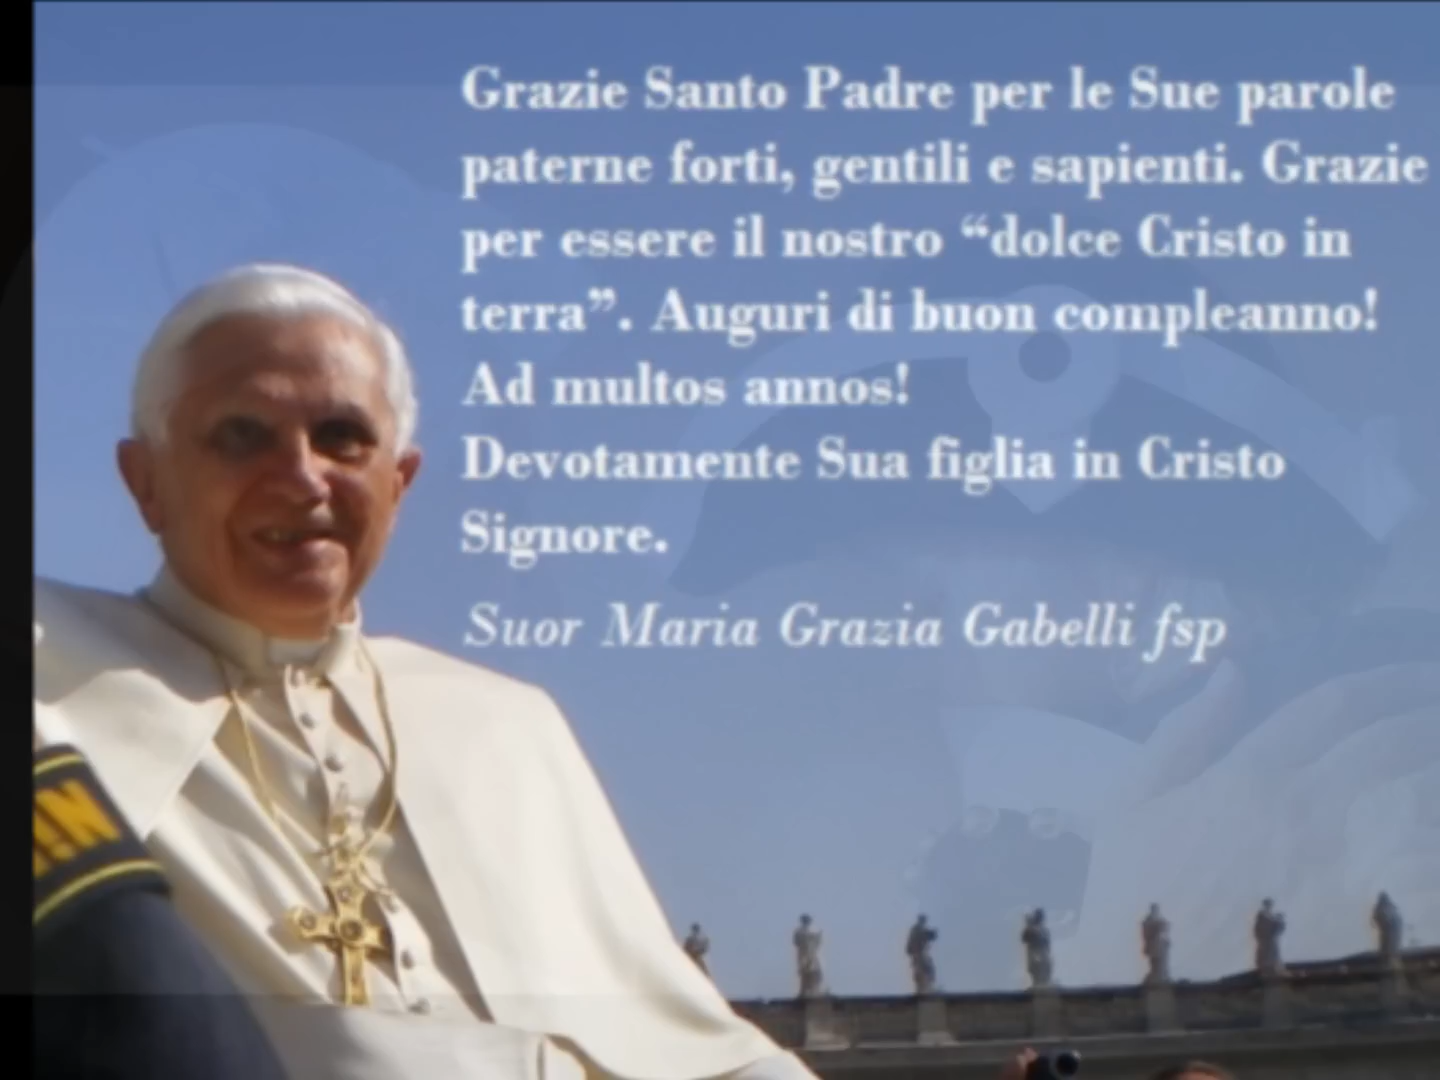 Grazie Santo Padre per le Sue parole
paterne forti, gentili e sapienti. Grazie
per essere il nostro “dolce Cristo in
terra”. Auguri di buon compleanno!
Ad multos annos!
Devotamente Sua figlia in Cristo
Signore.
Suor Maria Grazia Gabelli fsp